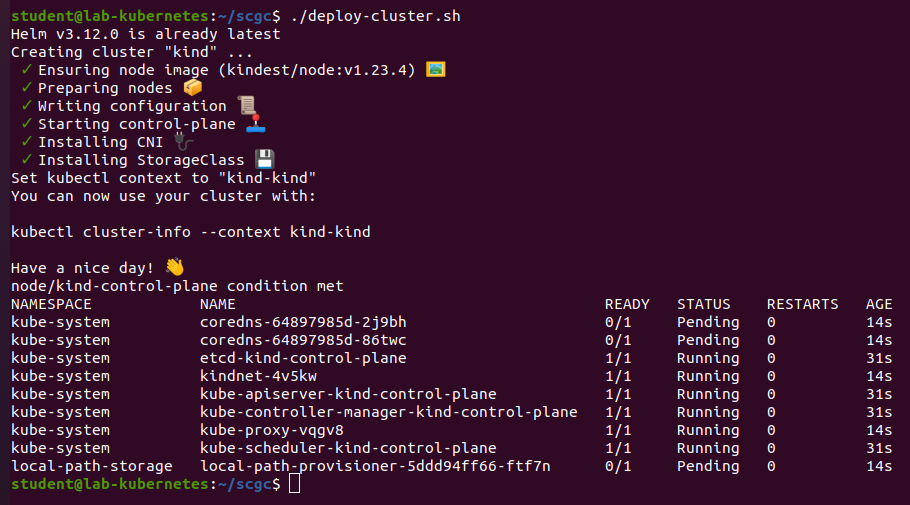 student@lab-kubernetes:~/scgc$ ./deploy-cluster.sh
Helm v3.12.0 is already latest
Creating cluster "kind" ...
 ✓ Ensuring node image (kindest/node:v1.23.4) 🖼
 ✓ Preparing nodes 📦
 ✓ Writing configuration 📜
 ✓ Starting control-plane 🕹️
 ✓ Installing CNI 🔌
 ✓ Installing StorageClass 💾
Set kubectl context to "kind-kind"
You can now use your cluster with:

kubectl cluster-info --context kind-kind

Have a nice day! 👋
node/kind-control-plane condition met
NAMESPACE            NAME                                         READY   STATUS    RESTARTS   AGE
kube-system          coredns-64897985d-2j9bh                      0/1     Pending   0          14s
kube-system          coredns-64897985d-86twc                      0/1     Pending   0          14s
kube-system          etcd-kind-control-plane                      1/1     Running   0          31s
kube-system          kindnet-4v5kw                                1/1     Running   0          14s
kube-system          kube-apiserver-kind-control-plane            1/1     Running   0          31s
kube-system          kube-controller-manager-kind-control-plane   1/1     Running   0          31s
kube-system          kube-proxy-vqgv8                             1/1     Running   0          14s
kube-system          kube-scheduler-kind-control-plane            1/1     Running   0          31s
local-path-storage   local-path-provisioner-5ddd94ff66-ftf7n      0/1     Pending   0          14s
student@lab-kubernetes:~/scgc$